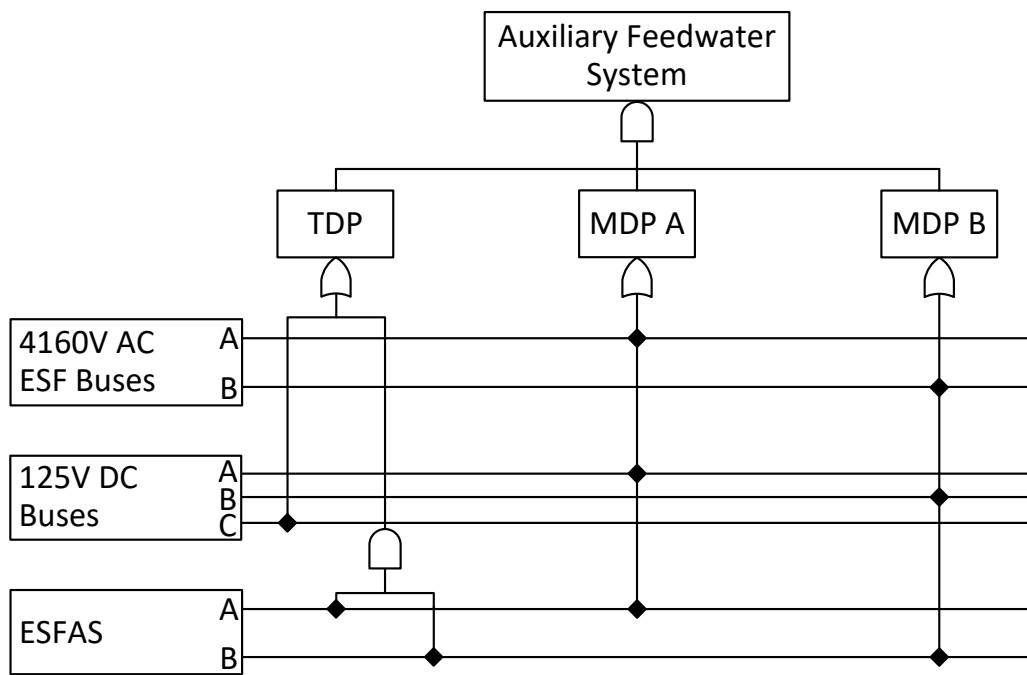 Auxiliary Feedwater
System
TDP
MDP A
MDP B
4160V AC
ESF Buses
A
B
125V DC
Buses
A
B
C
ESFAS
A
B